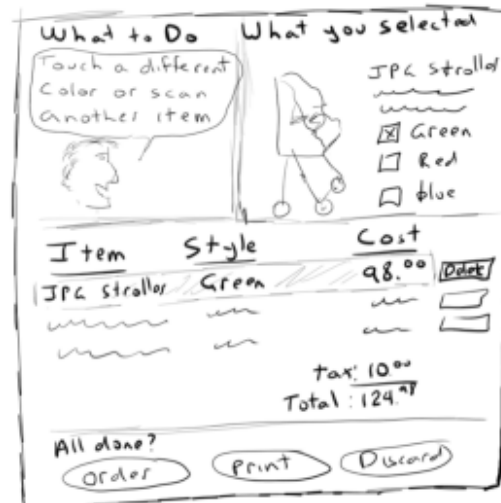 What to Do
Touch a different
Color or scan
another item
What you selected
JPG Stroller
Green
Red
blue
Item Style Cost
JPG Stroller Green 98.00 Delete
tax: 10.00
Total: 124.98
All done?
Order Print Discard